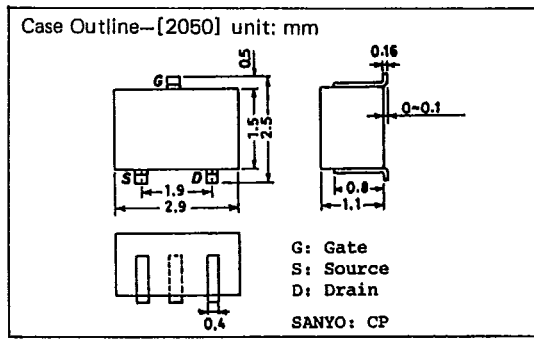 Case Outline—[2050] unit: mm
G
0.5
1.5
2.5
S
D
1.9
2.9
0.16
0~0.1
0.8
1.1
0.4
G: Gate
S: Source
D: Drain
SANYO: CP